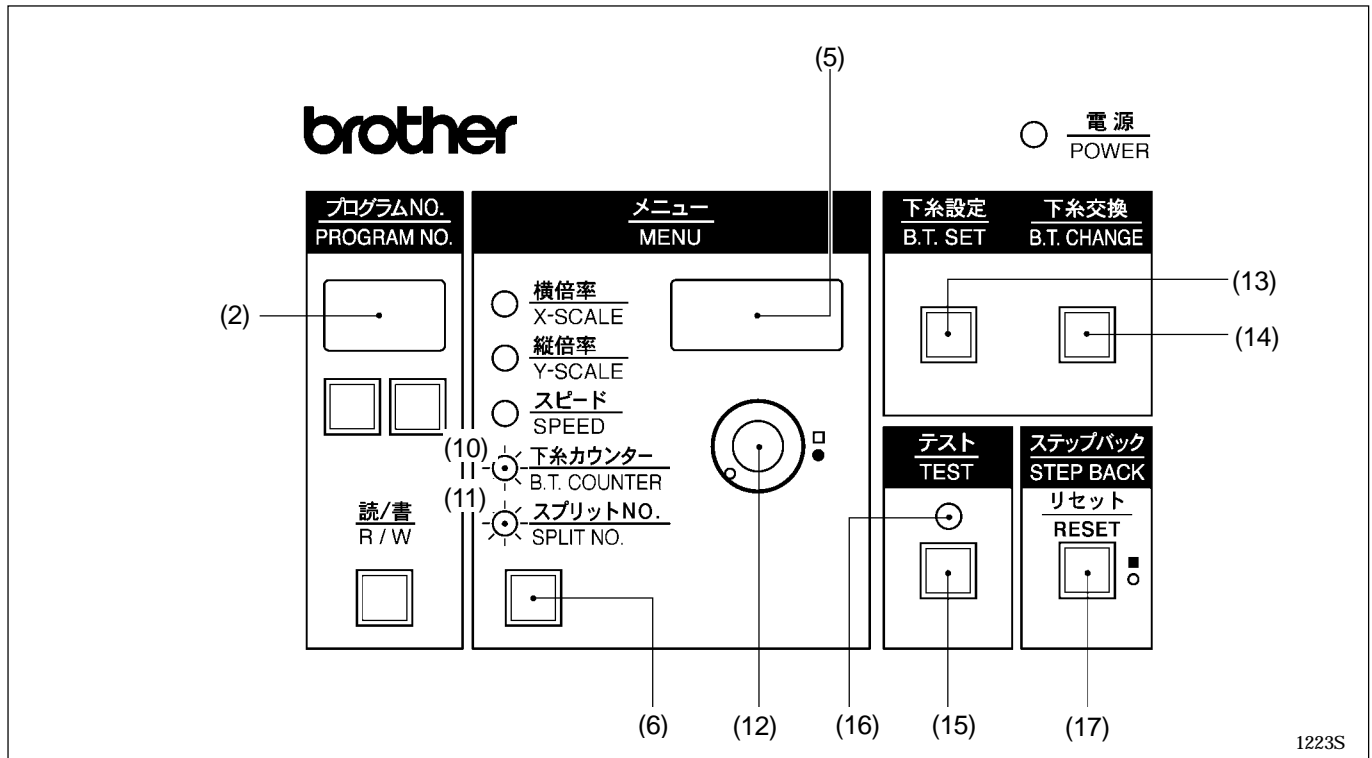 (5)
brother
電源
POWER
プログラムNO.
PROGRAM NO.
メニュー
MENU
下糸設定
B.T. SET
下糸交換
B.T. CHANGE
(2)
横倍率
X-SCALE
縦倍率
Y-SCALE
スピード
SPEED
(10)
下糸カウンター
B.T. COUNTER
(11)
スプリットNO.
SPLIT NO.
(13)
(14)
読/書
R / W
テスト
TEST
ステップバック
STEP BACK
リセット
RESET
(6)
(12)
(16)
(15)
(17)
1223S